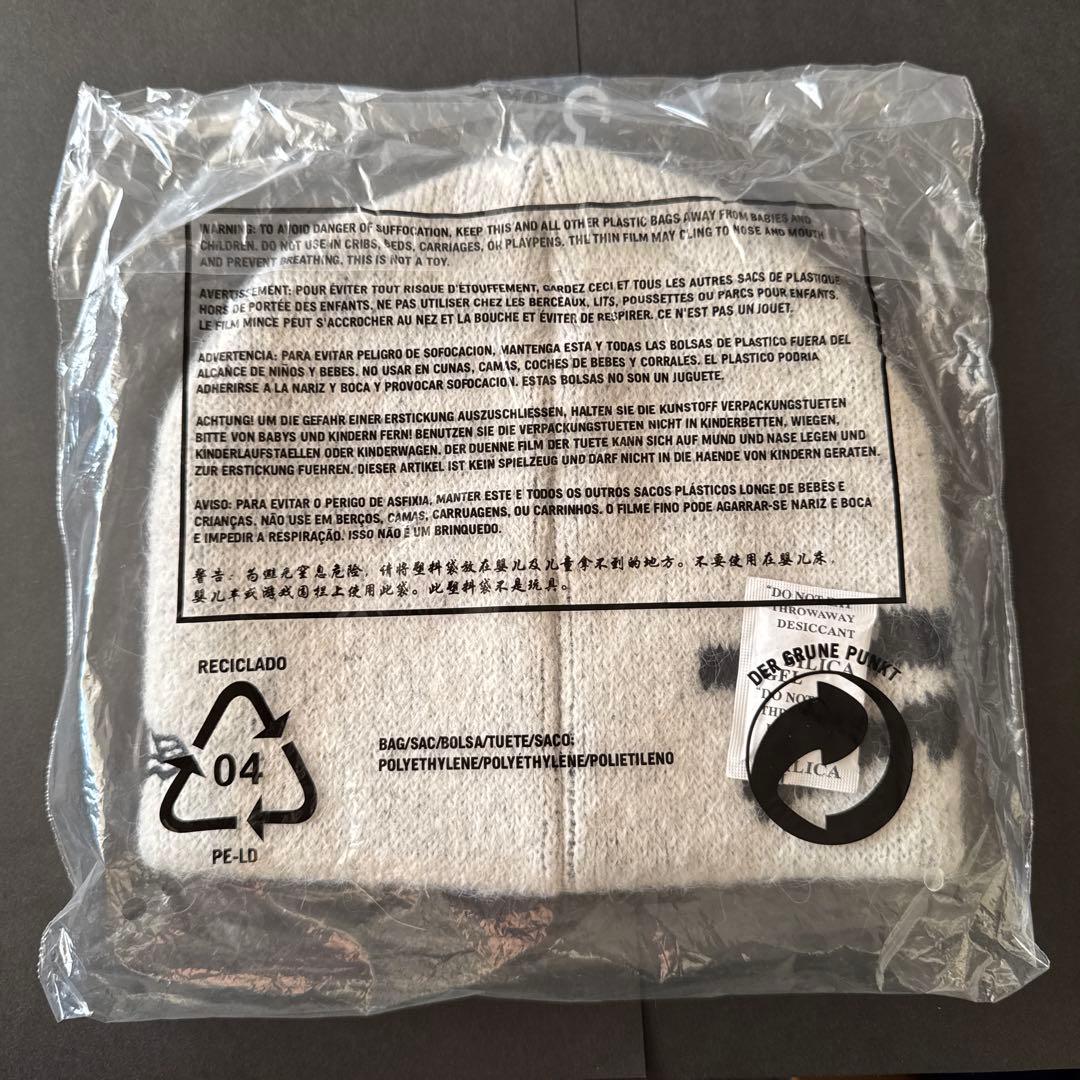 WARNING: TO AVOID DANGER OF SUFFOCATION, KEEP THIS AND ALL OTHER PLASTIC BAGS AWAY FROM BABIES AND
CHILDREN. DO NOT USE IN CRIBS, BEDS, CARRIAGES, OR PLAYPENS. THE THIN FILM MAY CLING TO NOSE AND MOUTH
AND PREVENT BREATHING. THIS IS NOT A TOY.
AVERTISSEMENT: POUR ÉVITER TOUT RISQUE D'ÉTOUFFEMENT, GARDEZ CECI ET TOUS LES AUTRES SACS DE PLASTIQUE
HORS DE PORTÉE DES ENFANTS. NE PAS UTILISER CHEZ LES BERCEAUX, LITS, POUSSETTES OU PARCS POUR ENFANTS.
LE FILM MINCE PEUT S'ACCROCHER AU NEZ ET LA BOUCHE ET ÉVITER DE RESPIRER. CE N'EST PAS UN JOUET.
ADVERTENCIA: PARA EVITAR PELIGRO DE SOFOCACION, MANTENGA ESTA Y TODAS LAS BOLSAS DE PLASTICO FUERA DEL
ALCANCE DE NIÑOS Y BEBES. NO USAR EN CUNAS, CAMAS, COCHES DE BEBES Y CORRALES. EL PLASTICO PODRIA
ADHERIRSE A LA NARIZ Y BOCA Y PROVOCAR SOFOCACION. ESTAS BOLSAS NO SON UN JUGUETE.
ACHTUNG! UM DIE GEFAHR EINER ERSTICKUNG AUSZUSCHLIESSEN, HALTEN SIE DIE KUNSTOFF VERPACKUNGSTUETEN
BITTE VON BABYS UND KINDERN FERN! BENUTZEN SIE DIE VERPACKUNGSTUETEN NICHT IN KINDERBETTEN, WIEGEN,
KINDERLAUFSTAELLEN ODER KINDERWAGEN. DER DUENNE FILM DER TUETE KANN SICH AUF MUND UND NASE LEGEN UND
ZUR ERSTICKUNG FUEHREN. DIESER ARTIKEL IST KEIN SPIELZEUG UND DARF NICHT IN DIE HAENDE VON KINDERN GERATEN.
AVISO: PARA EVITAR O PERIGO DE ASFIXIA, MANTER ESTE E TODOS OS OUTROS SACOS PLÁSTICOS LONGE DE BEBÊS E
CRIANÇAS. NÃO USE EM BERÇOS, CAMAS, CARRUAGENS, OU CARRINHOS. O FILME FINO PODE AGARRAR-SE NARIZ E BOCA
E IMPEDIR A RESPIRAÇÃO. ISSO NÃO É UM BRINQUEDO.
警告：为避免窒息危险，请将塑料袋放在婴儿及儿童拿不到的地方。不要使用在婴儿床，
婴儿车或游戏围栏上使用此袋。此塑料袋不是玩具。
"DO NOT EAT
THROWAWAY
DESICCANT
SILICA
GEL
"DO NOT
SILICA
DER GRÜNE PUNKT
RECICLADO
04
PE-LD
BAG/SAC/BOLSA/TUETE/SACO:
POLYETHYLENE/POLYÉTHYLÈNE/POLIETILENO